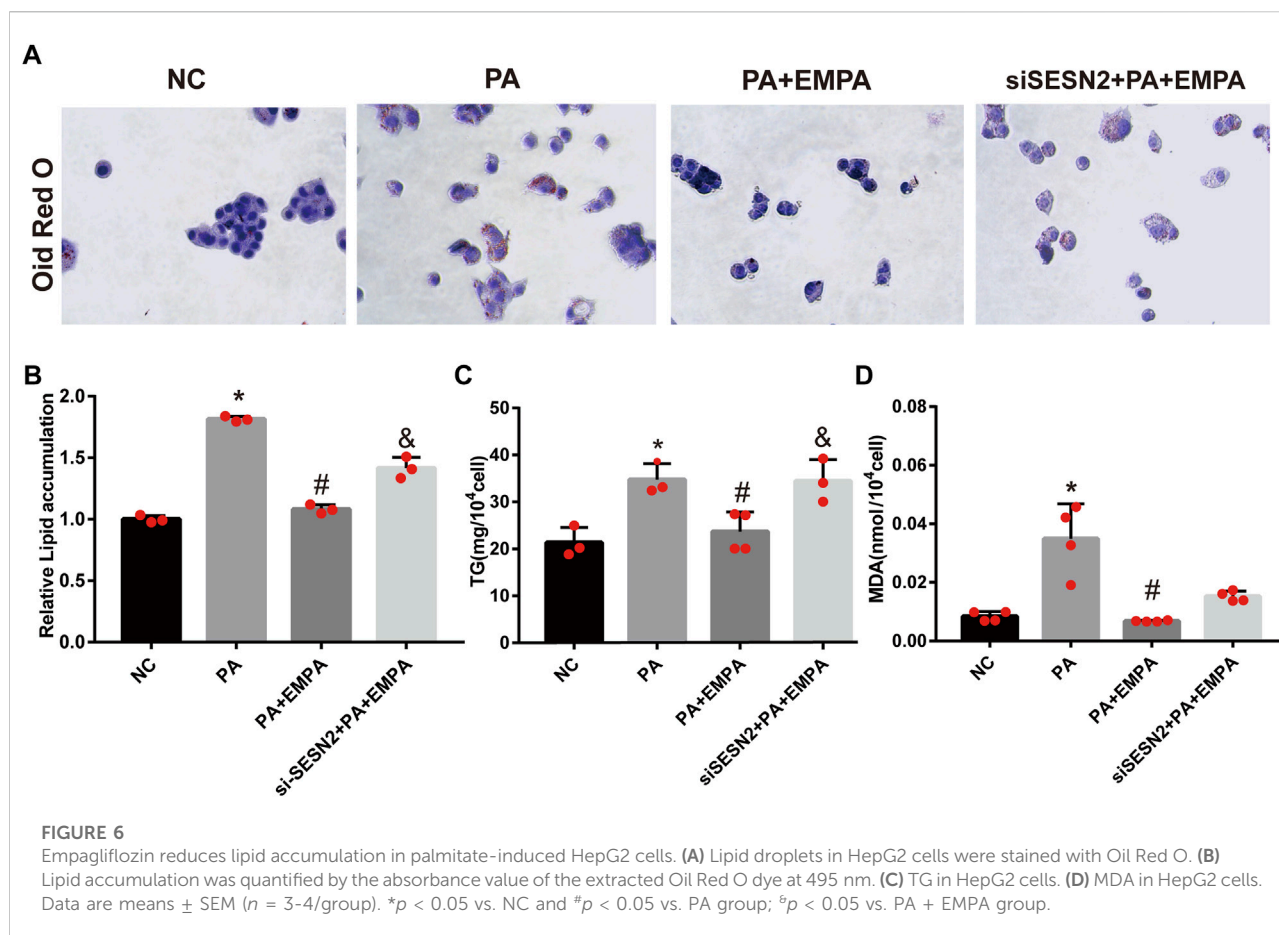 A
NC
PA
PA+EMPA
siSESN2+PA+EMPA
Oid Red O
B
Relative Lipid accumulation
2.0
1.5
1.0
0.5
0.0
*
#
&
NC
PA
PA+EMPA
si-SESN2+PA+EMPA
C
TG(mg/10⁴cell)
50
40
30
20
10
0
*
#
&
NC
PA
PA+EMPA
siSESN2+PA+EMPA
D
MDA(nmol /10⁴cell)
0.08
0.06
0.04
0.02
0.00
*
#
NC
PA
PA+EMPA
siSESN2+PA+EMPA
FIGURE 6
Empagliflozin reduces lipid accumulation in palmitate-induced HepG2 cells. (A) Lipid droplets in HepG2 cells were stained with Oil Red O. (B)
Lipid accumulation was quantified by the absorbance value of the extracted Oil Red O dye at 495 nm. (C) TG in HepG2 cells. (D) MDA in HepG2 cells.
Data are means ± SEM (n = 3-4/group). *p < 0.05 vs. NC and #p < 0.05 vs. PA group; &p < 0.05 vs. PA + EMPA group.